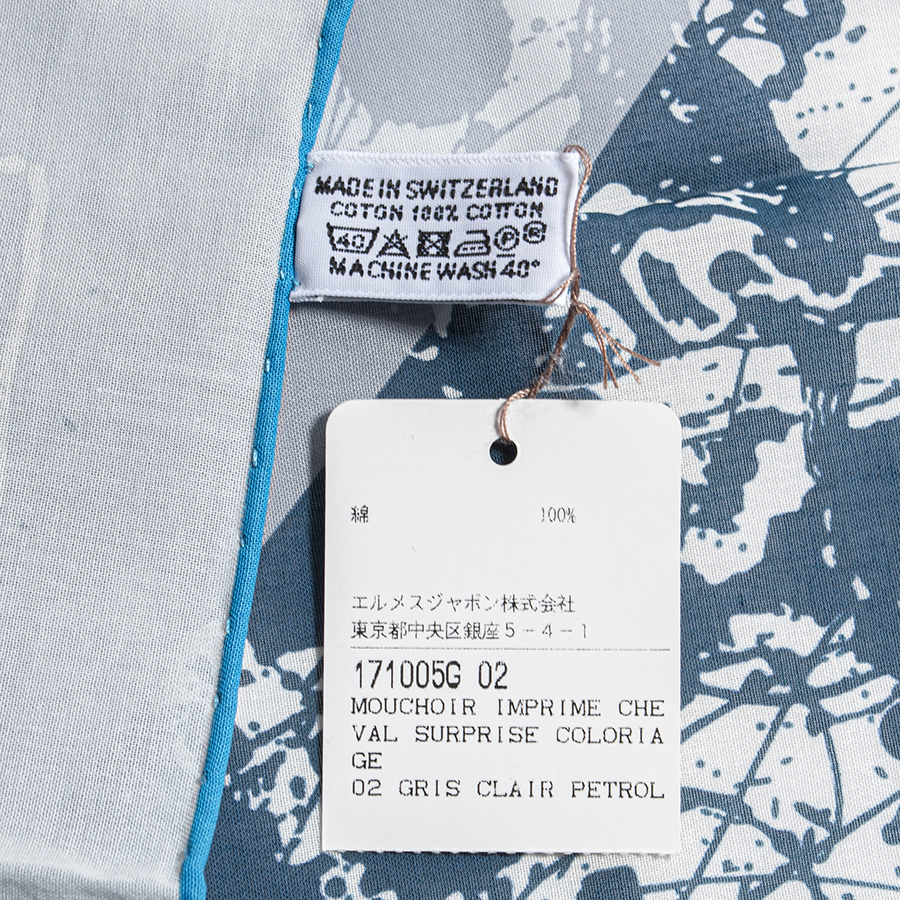 MADE IN SWITZERLAND
COTON 100% COTTON
40 P R
MACHINE WASH 40°
綿 100%
エルメスジャポン株式会社
東京都中央区銀座5-4-1
171005G 02
MOUCHOIR IMPRIME CHE
VAL SURPRISE COLORIA
GE
02 GRIS CLAIR PETROL